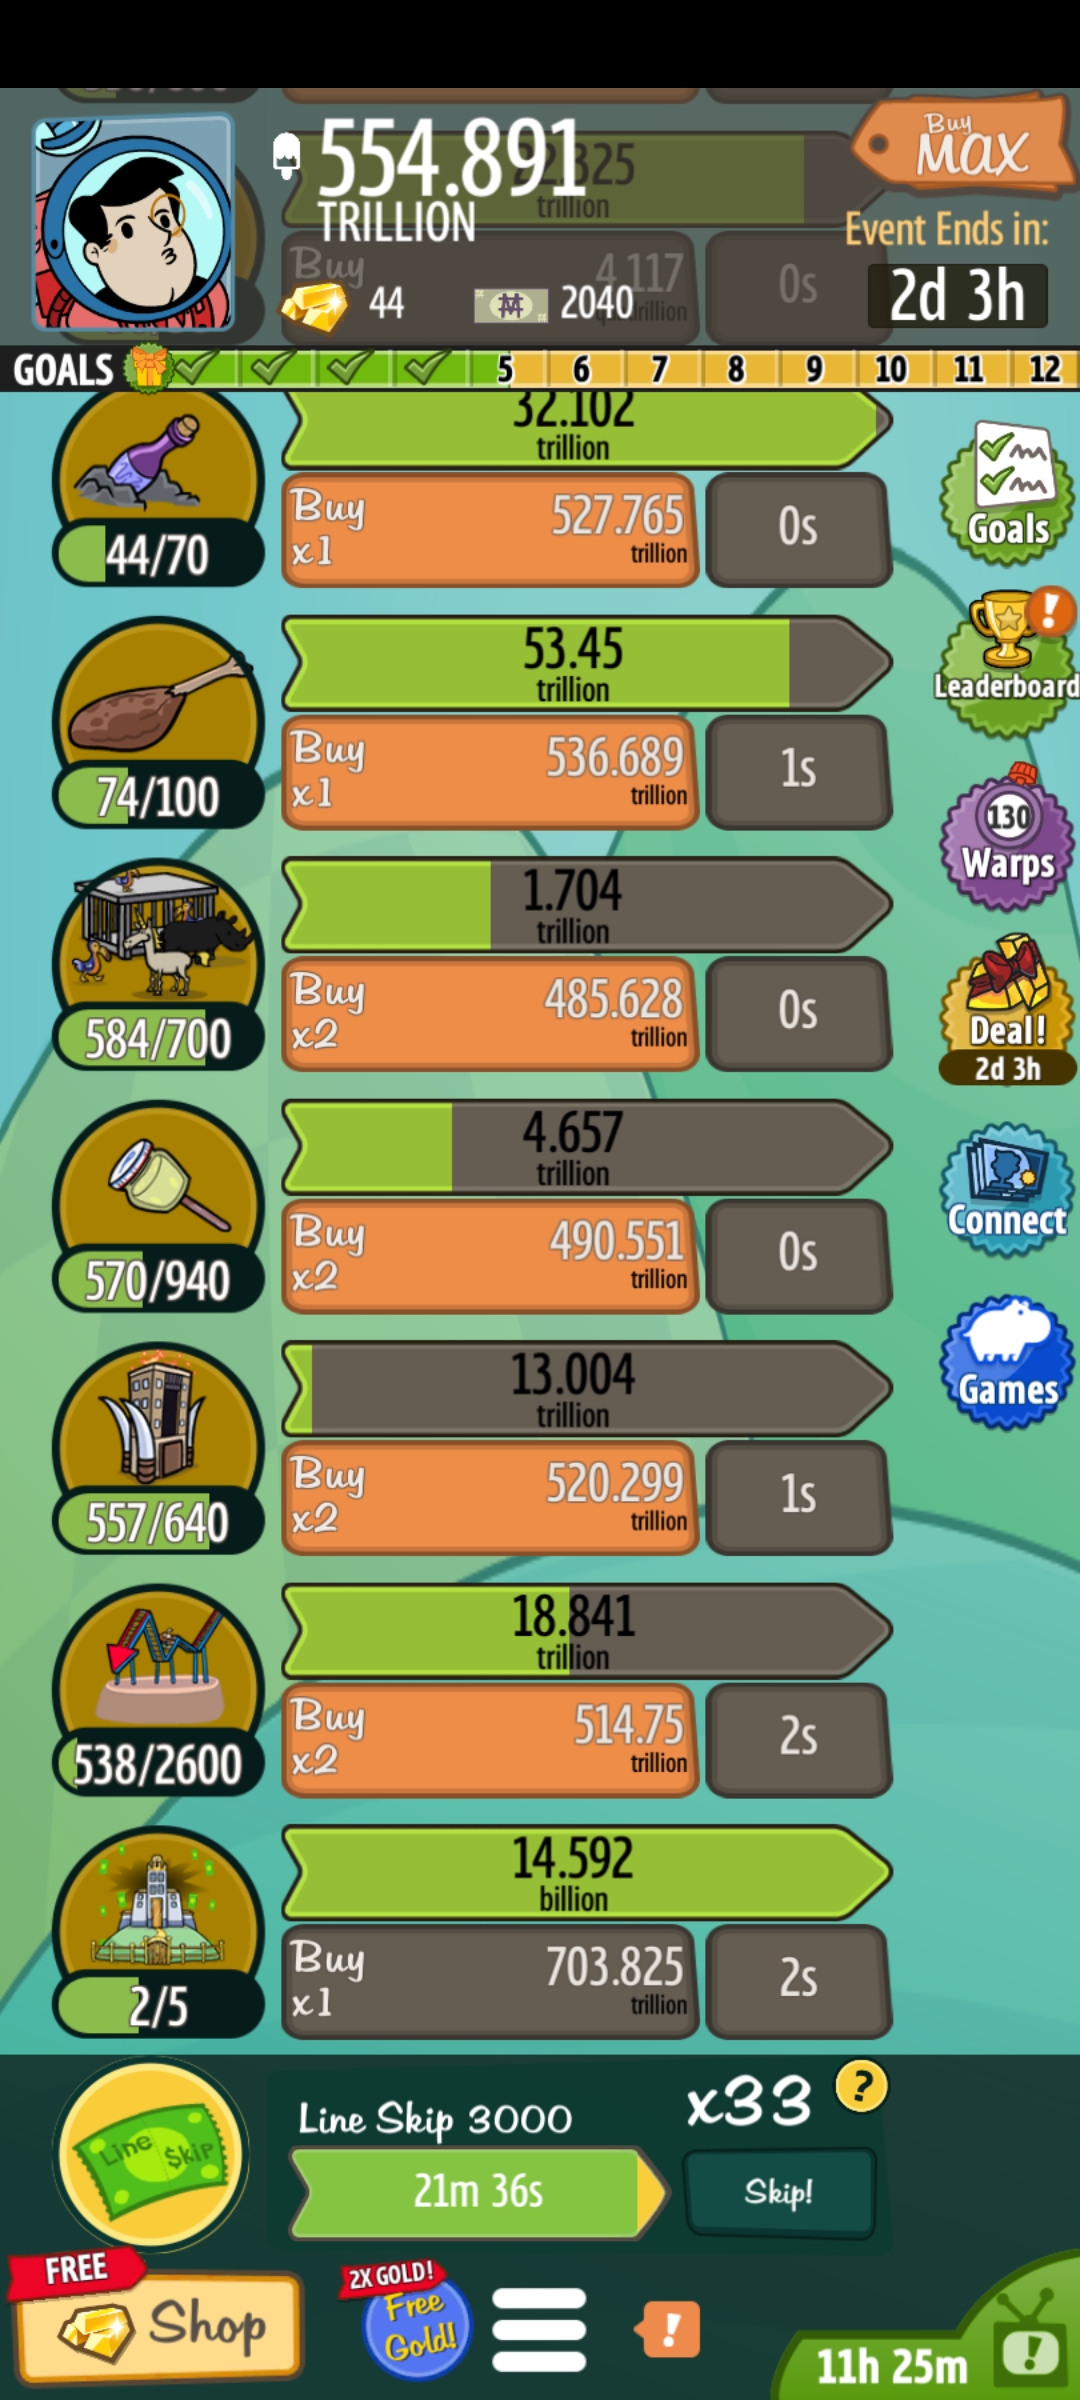 554.891
TRILLION
Buy
MAX
Event Ends in:
44
2040
2d 3h
22.325
trillion
Buy
4.117
0s
GOALS
5
6
7
8
9
10
11
12
32.102
trillion
44/70
Buy
x1
527.765
trillion
0s
Goals
53.45
trillion
74/100
Buy
x1
536.689
trillion
1s
Leaderboard
1.704
trillion
584/700
Buy
x2
485.628
trillion
0s
130
Warps
Deal!
2d 3h
4.657
trillion
570/940
Buy
x2
490.551
trillion
0s
Connect
13.004
trillion
557/640
Buy
x2
520.299
trillion
1s
Games
18.841
trillion
538/2600
Buy
x2
514.75
trillion
2s
14.592
billion
2/5
Buy
x1
703.825
trillion
2s
Line $kip
Line Skip 3000
x33
?
21m 36s
Skip!
FREE
Shop
2X GOLD!
Free
Gold!
!
11h 25m
!